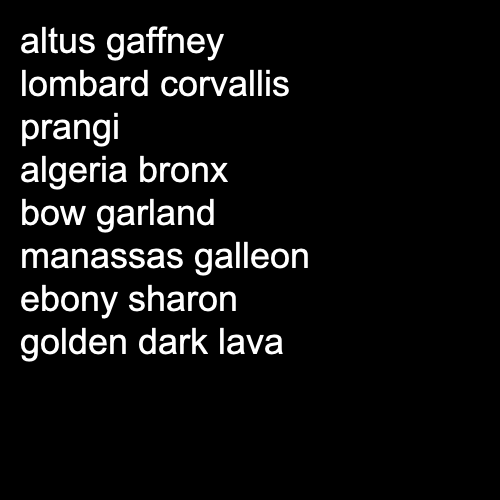 altus gaffney
lombard corvallis
prangi
algeria bronx
bow garland
manassas galleon
ebony sharon
golden dark lava